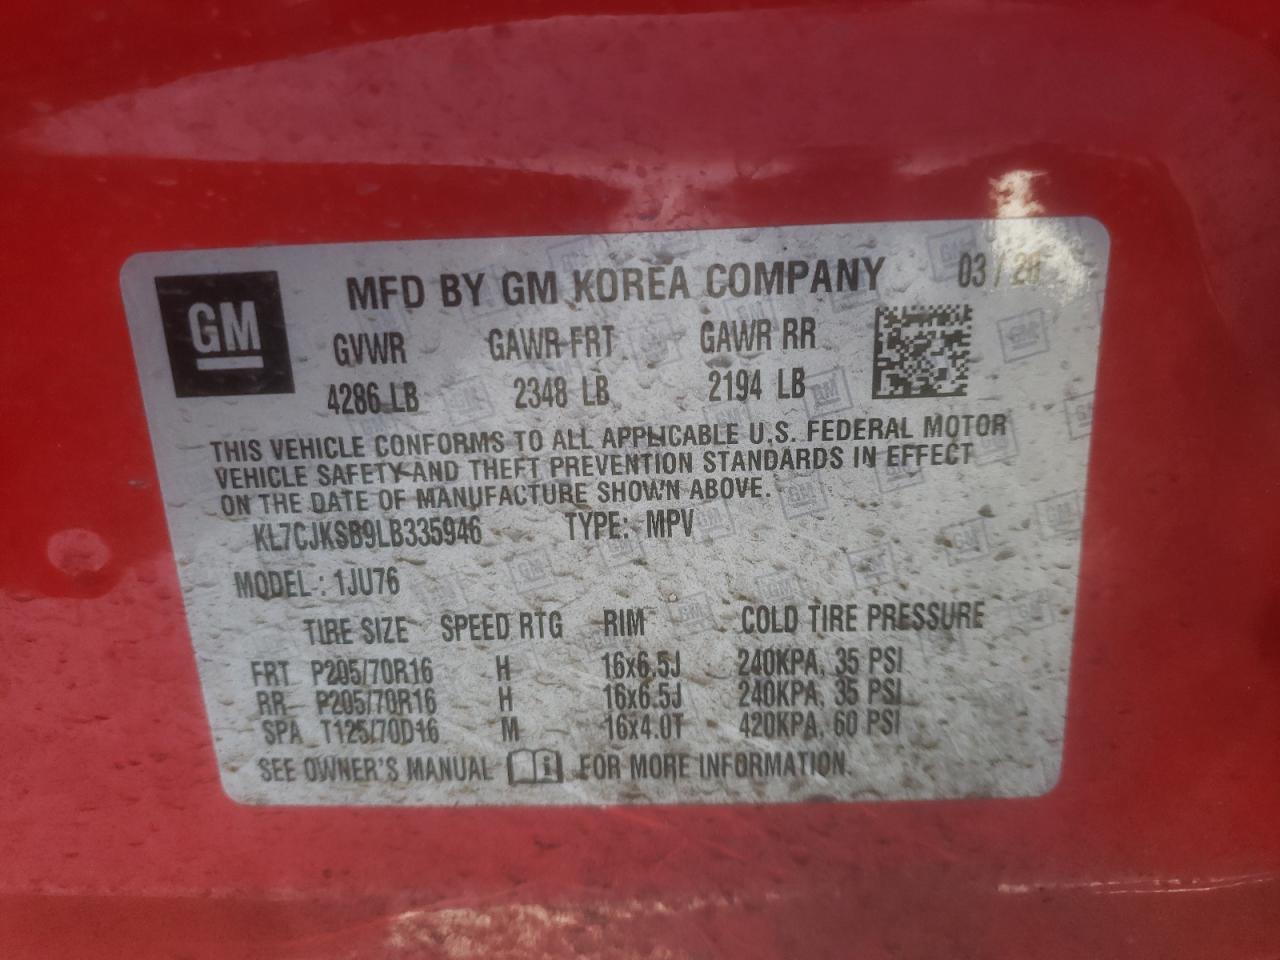 GM
MFD BY GM KOREA COMPANY 03/20
GVWR GAWR FRT GAWR RR
4286 LB 2348 LB 2194 LB
THIS VEHICLE CONFORMS TO ALL APPLICABLE U.S. FEDERAL MOTOR
VEHICLE SAFETY AND THEFT PREVENTION STANDARDS IN EFFECT
ON THE DATE OF MANUFACTURE SHOWN ABOVE.
KL7CJKSB9LB335946 TYPE: MPV
MODEL: 1JU76
TIRE SIZE SPEED RTG RIM COLD TIRE PRESSURE
FRT P205/70R16 H 16x6.5J 240KPA, 35 PSI
RR P205/70R16 H 16x6.5J 240KPA, 35 PSI
SPA T125/70D16 M 16x4.0T 420KPA, 60 PSI
SEE OWNER'S MANUAL FOR MORE INFORMATION.